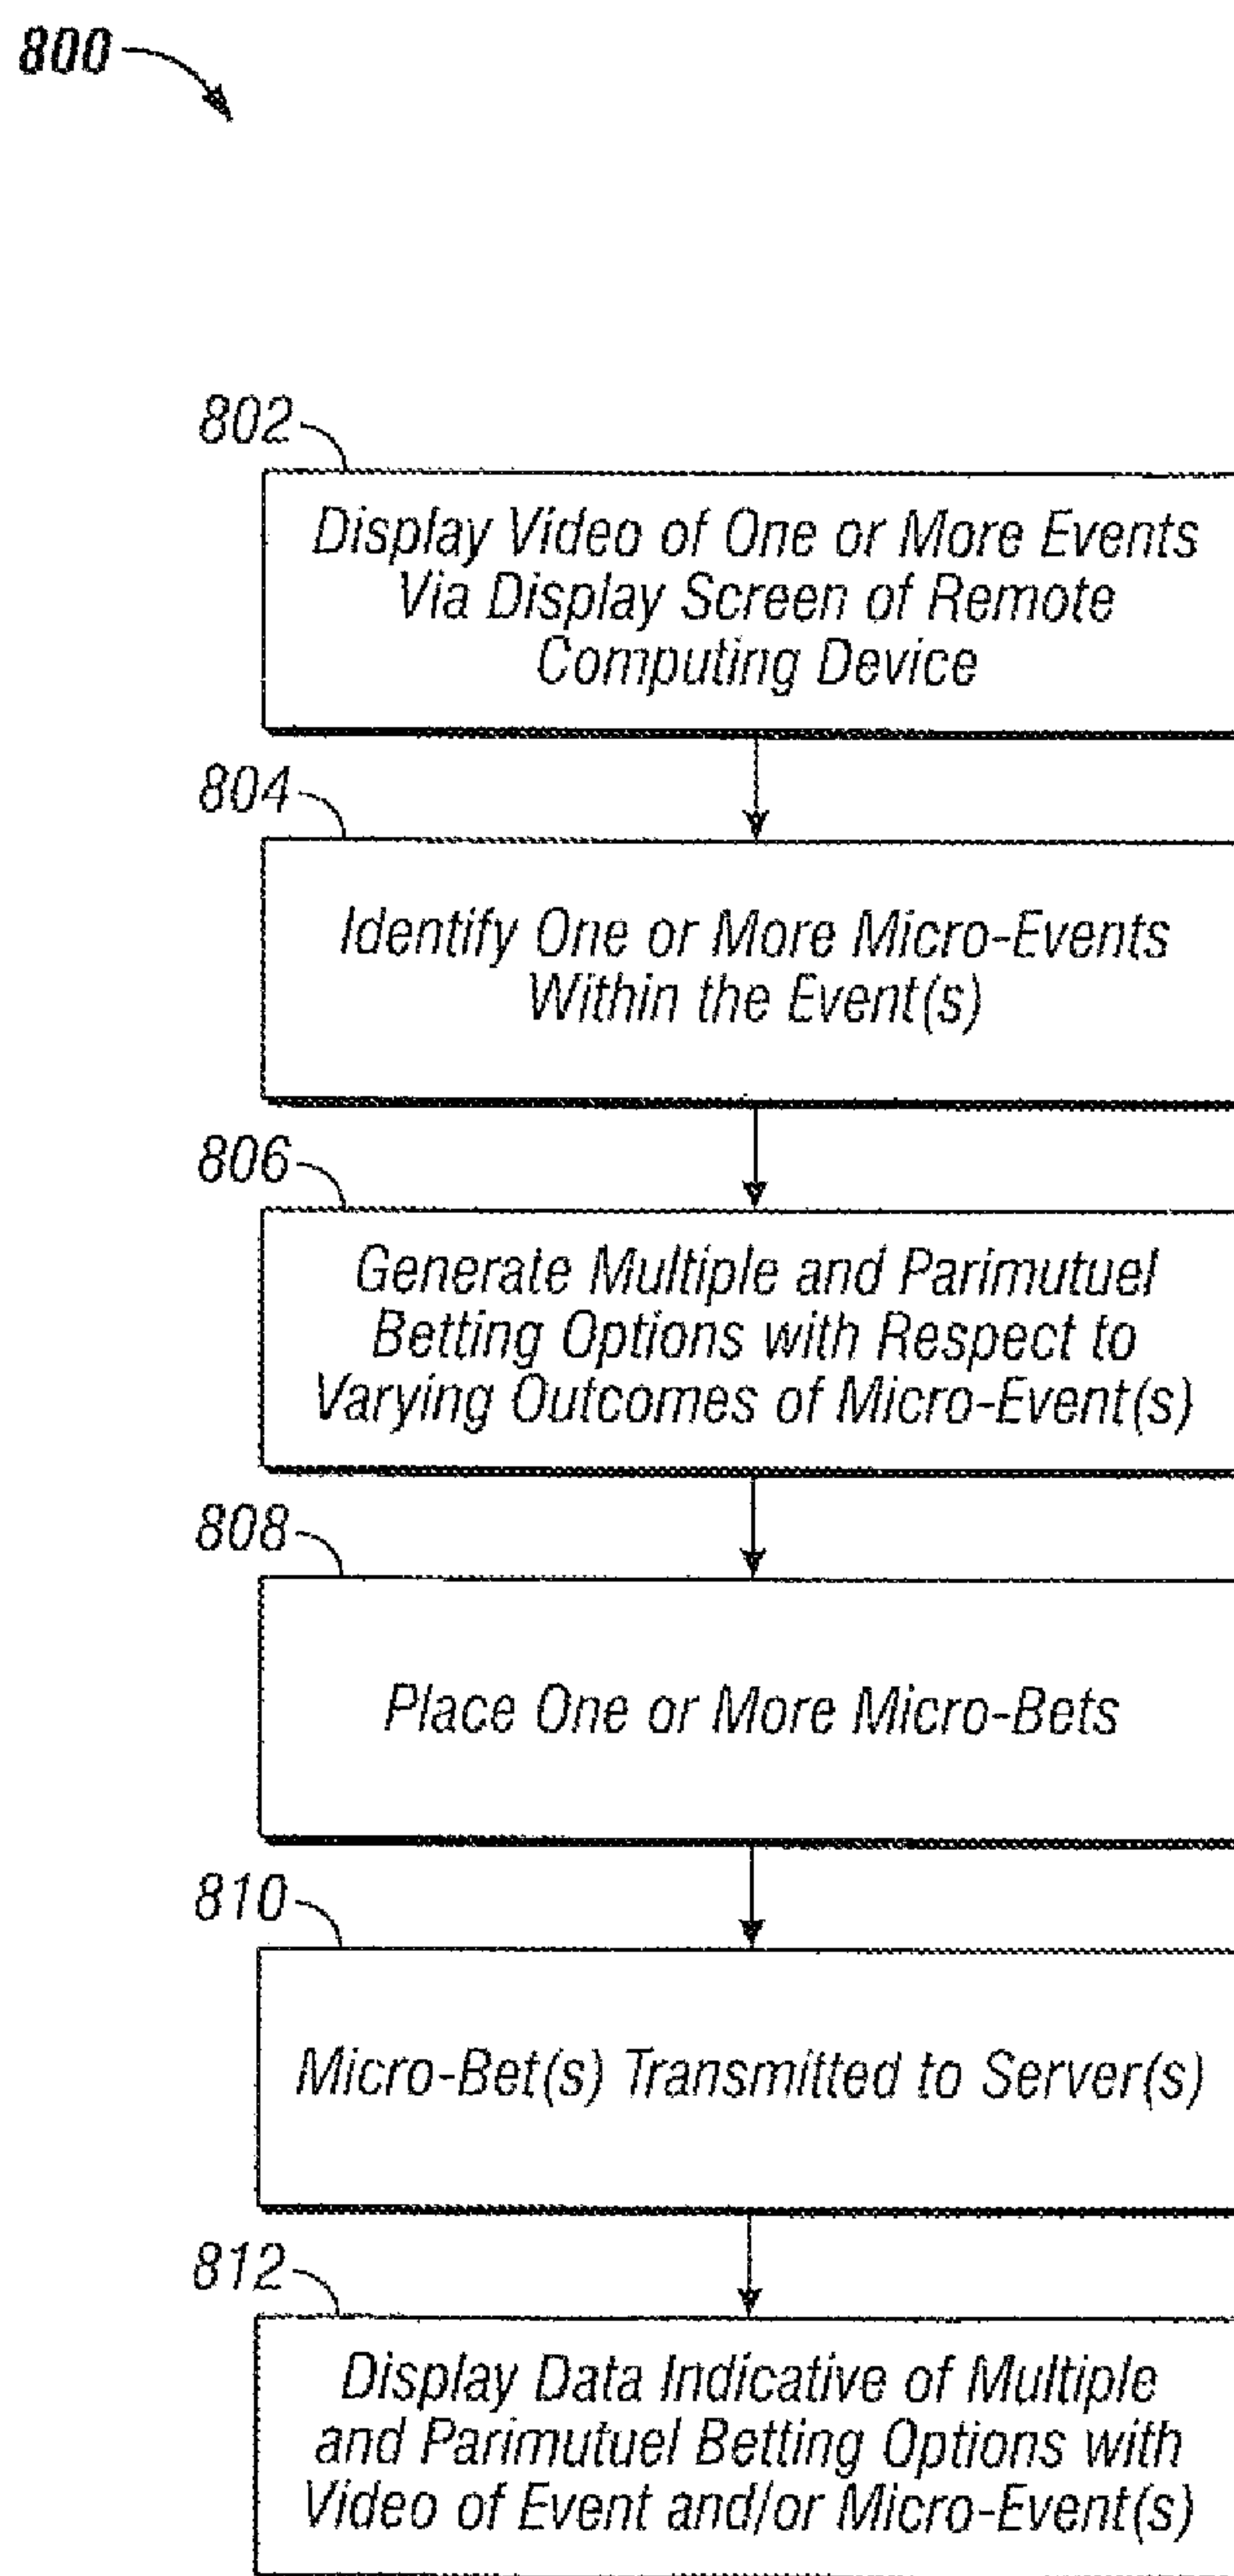 800
802
Display Video of One or More Events
Via Display Screen of Remote
Computing Device
804
Identify One or More Micro-Events
Within the Event(s)
806
Generate Multiple and Parimutuel
Betting Options with Respect to
Varying Outcomes of Micro-Event(s)
808
Place One or More Micro-Bets
810
Micro-Bet(s) Transmitted to Server(s)
812
Display Data Indicative of Multiple
and Parimutuel Betting Options with
Video of Event and/or Micro-Event(s)